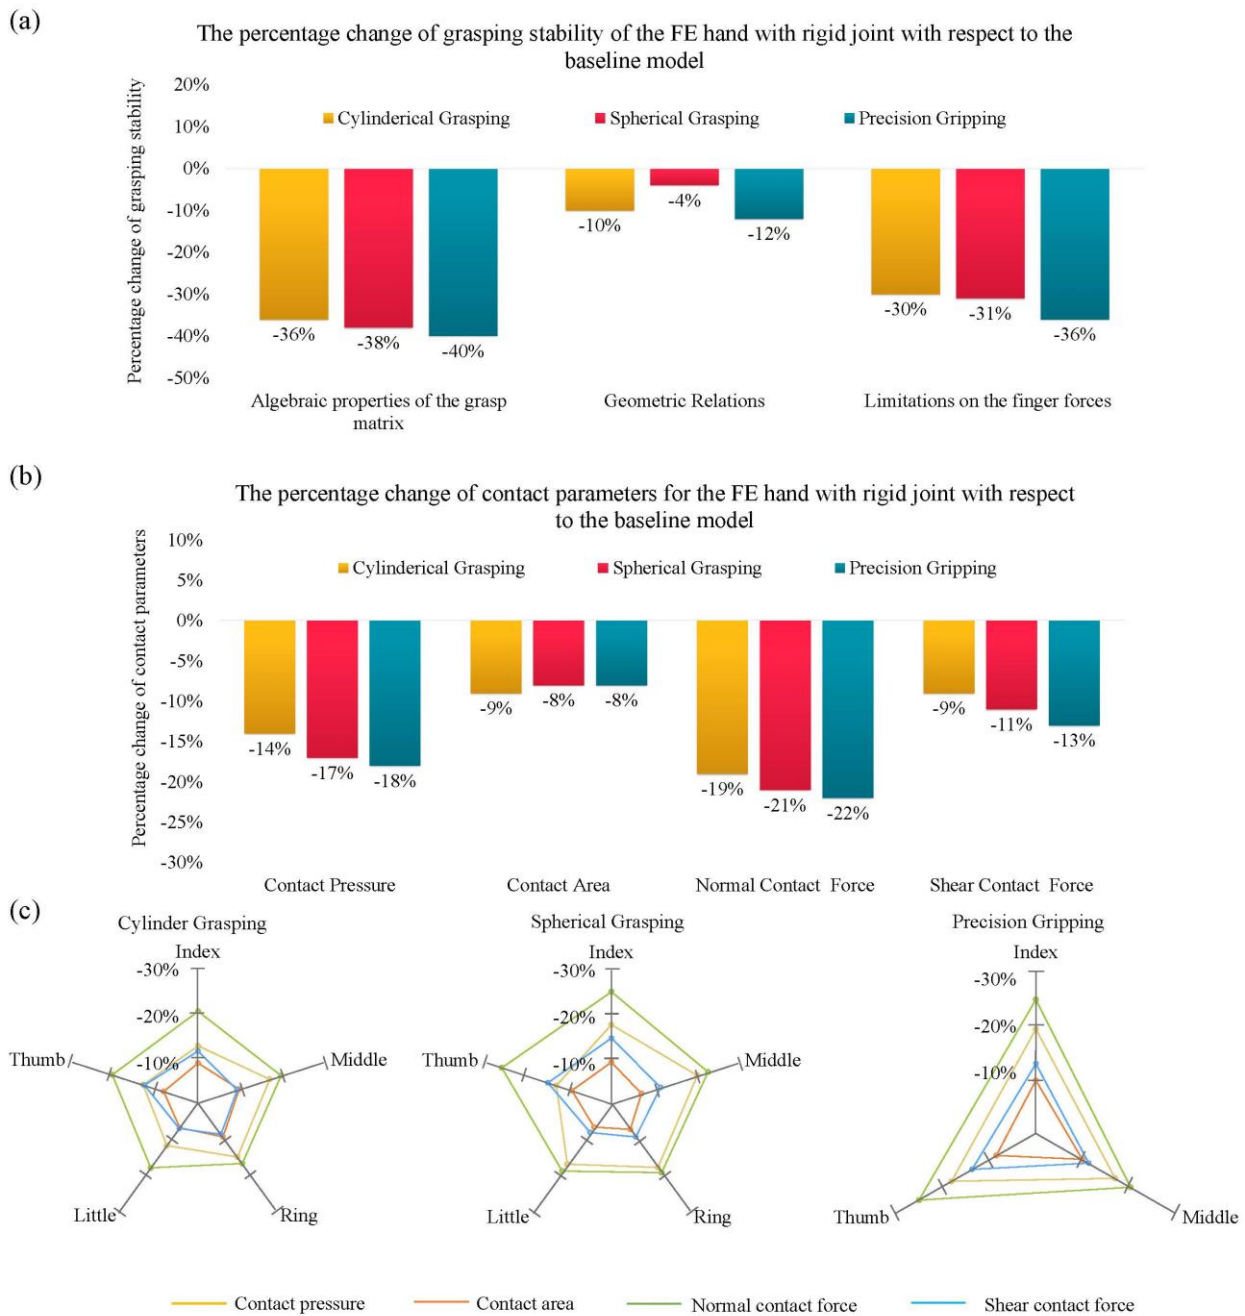 (a)
The percentage change of grasping stability of the FE hand with rigid joint with respect to the
baseline model
Percentage change of grasping stability
20%
10%
0%
-10%
-20%
-30%
-40%
-50%
Cylinderical Grasping
Spherical Grasping
Precision Gripping
-36%
-38%
-40%
-10%
-4%
-12%
-30%
-31%
-36%
Algebraic properties of the grasp
matrix
Geometric Relations
Limitations on the finger forces
(b)
The percentage change of contact parameters for the FE hand with rigid joint with respect
to the baseline model
Percentage change of contact parameters
10%
5%
0%
-5%
-10%
-15%
-20%
-25%
-30%
Cylinderical Grasping
Spherical Grasping
Precision Gripping
-14%
-17%
-18%
-9%
-8%
-8%
-19%
-21%
-22%
-9%
-11%
-13%
Contact Pressure
Contact Area
Normal Contact Force
Shear Contact Force
(c)
Cylinder Grasping
Index
-30%
-20%
-10%
Thumb
Middle
Little
Ring
Spherical Grasping
Index
-30%
-20%
-10%
Thumb
Middle
Little
Ring
Precision Gripping
Index
-30%
-20%
-10%
Thumb
Middle
Contact pressure
Contact area
Normal contact force
Shear contact force